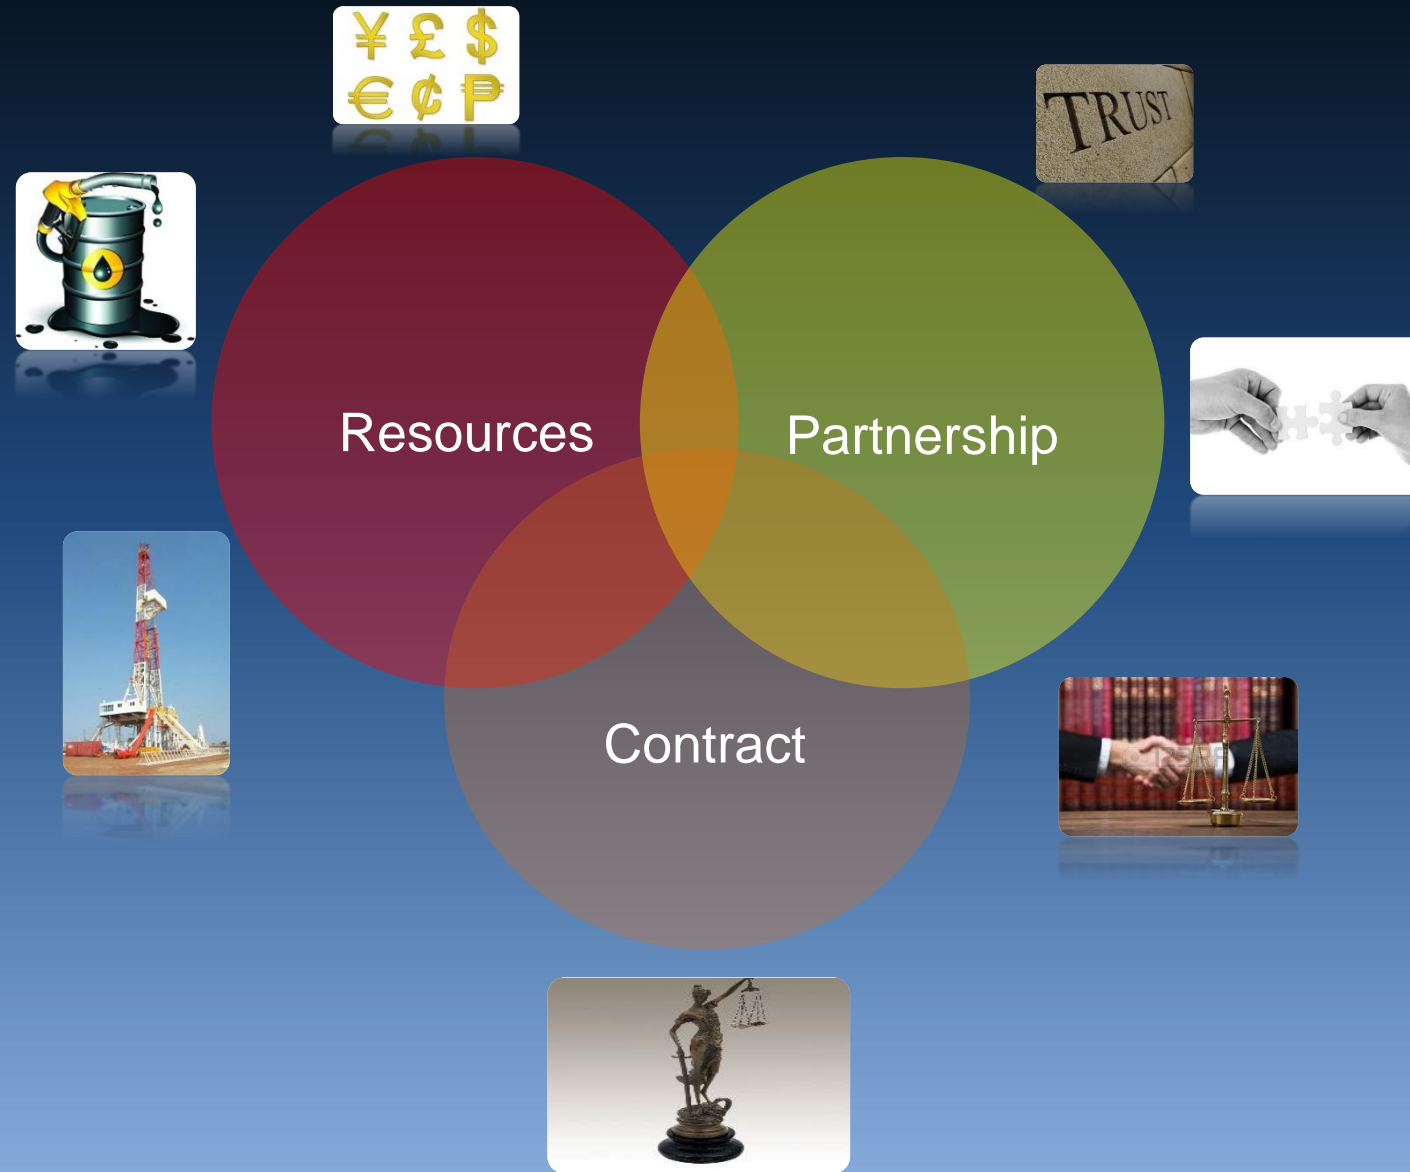 ¥ £ $
€ ¢ ₱
TRUST
Resources
Partnership
Contract